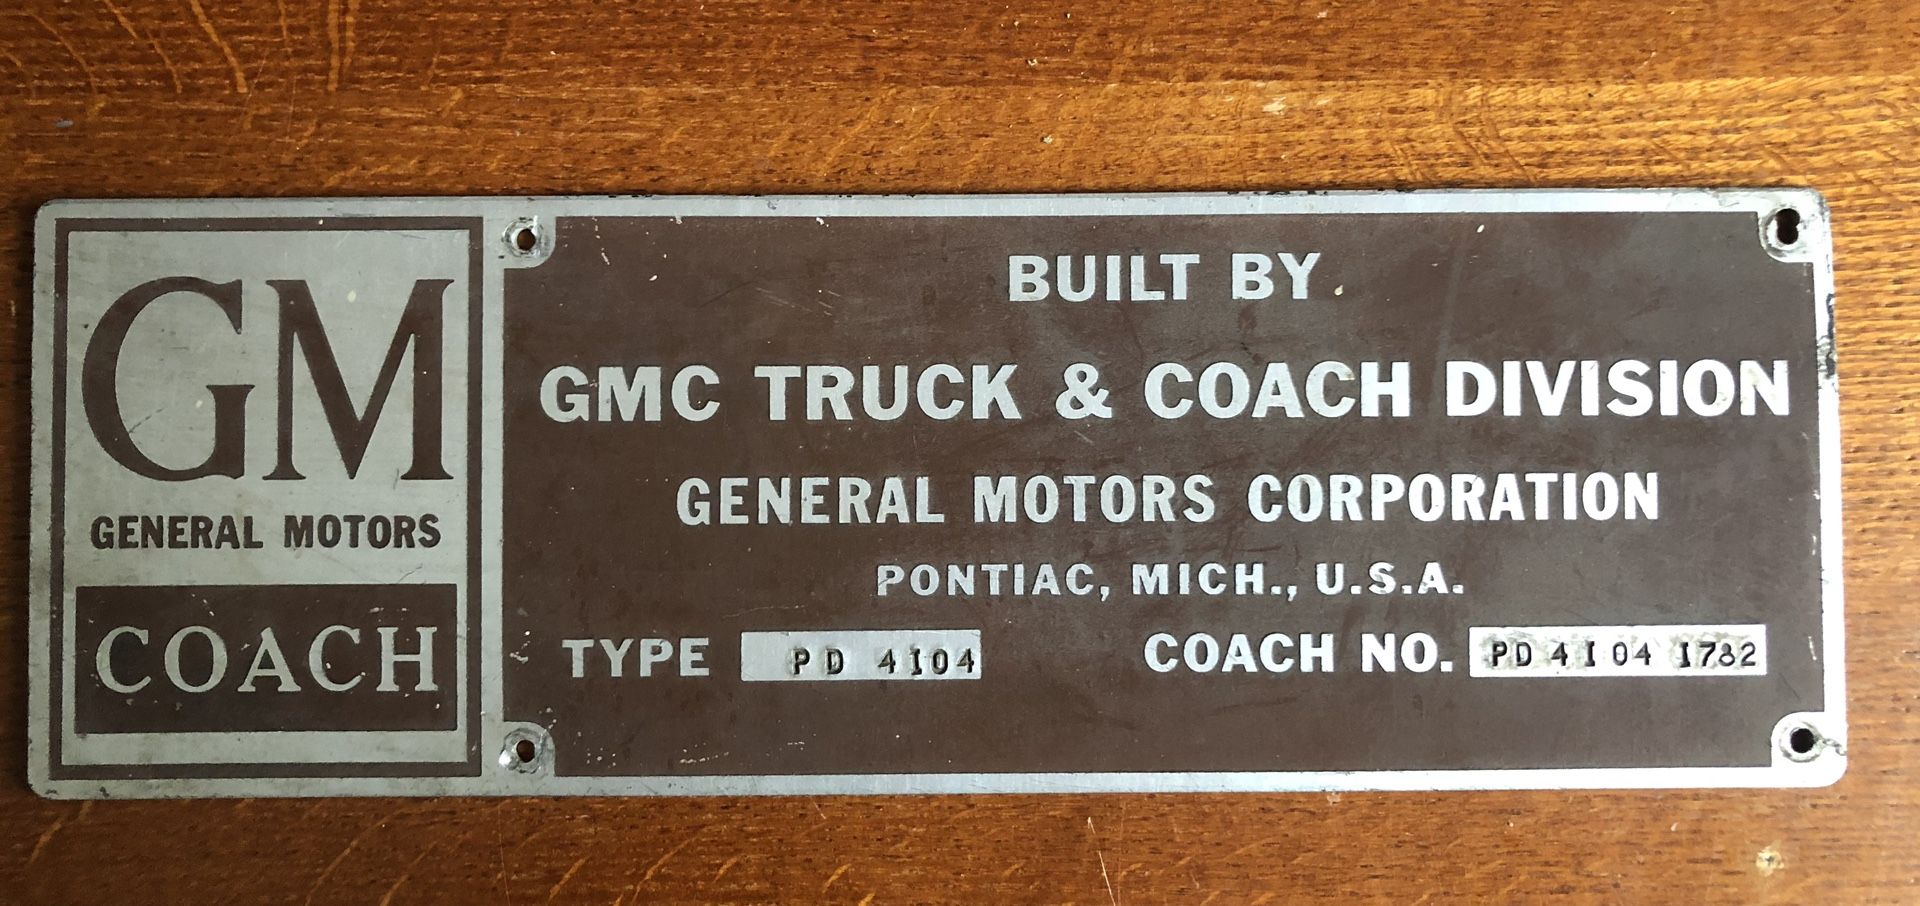 GM
GENERAL MOTORS
COACH
BUILT BY
GMC TRUCK & COACH DIVISION
GENERAL MOTORS CORPORATION
PONTIAC, MICH., U.S.A.
TYPE PD 4104 COACH NO. PD 4104 1782